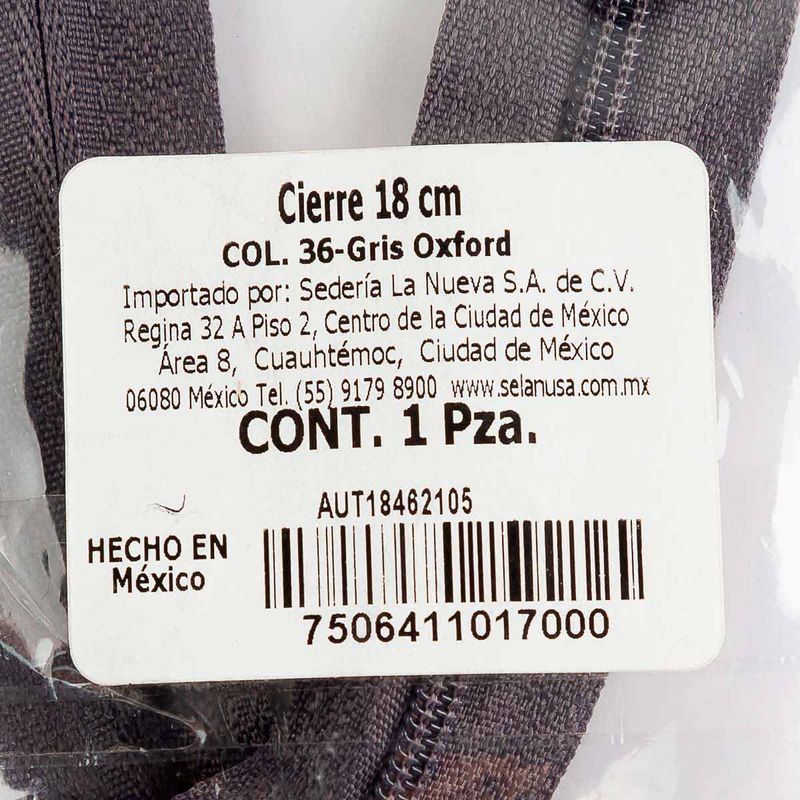 Cierre 18 cm
COL. 36-Gris Oxford
Importado por: Sedería La Nueva S.A. de C.V.
Regina 32 A Piso 2, Centro de la Ciudad de México
Área 8, Cuauhtémoc, Ciudad de México
06080 México Tel. (55) 9179 8900 www.selanusa.com.mx
CONT. 1 Pza.
AUT18462105
HECHO EN
México
7506411017000